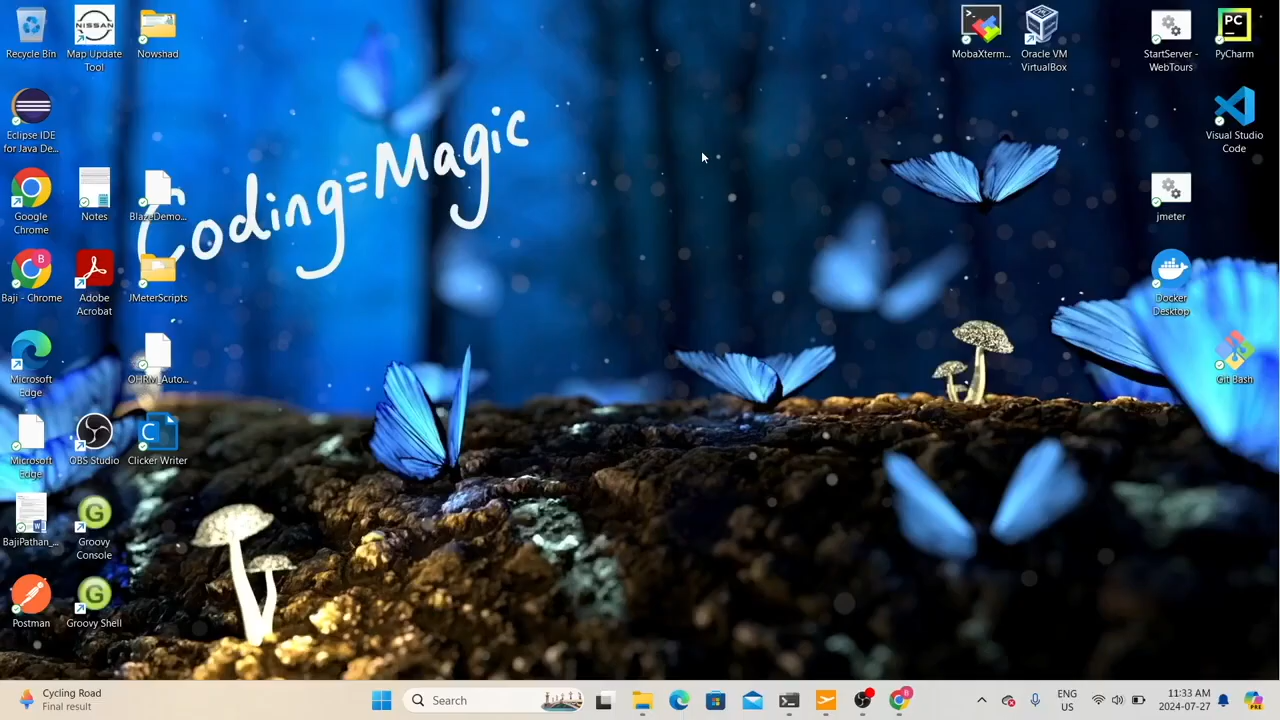 Recycle Bin
Map Update
Tool
Nowshad
MobaXterm...
Oracle VM
VirtualBox
StartServer -
WebTours
PyCharm
PC
NISSAN
Coding=Magic
Eclipse IDE
for Java De...
Visual Studio
Code
Google
Chrome
Notes
BlazeDemo...
jmeter
Baji - Chrome
Adobe
Acrobat
JMeterScripts
Docker
Desktop
Microsoft
Edge
OHRM_Auto...
Git Bash
Microsoft
Edge
OBS Studio
Clicker Writer
BajiPathan_...
Groovy
Console
Postman
Groovy Shell
Cycling Road
Final result
Search
ENG
US
11:33 AM
2024-07-27